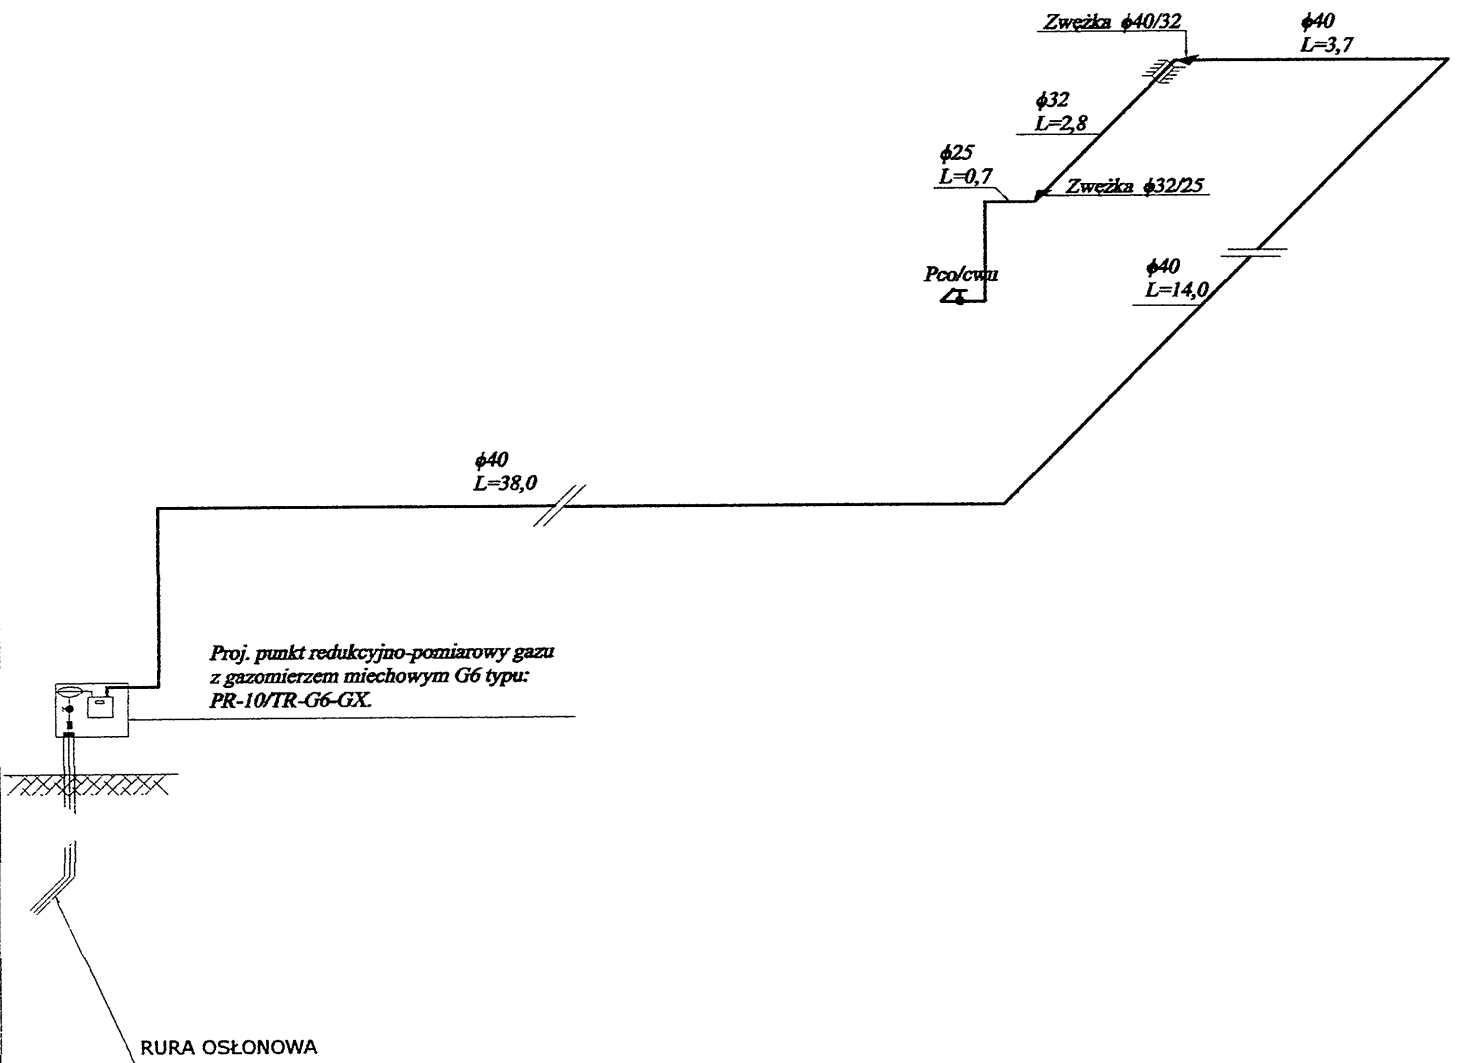 Zwężka ϕ40/32
ϕ40
L=3,7
ϕ32
L=2,8
ϕ25
L=0,7
Zwężka ϕ32/25
Pco/cwu
ϕ40
L=14,0
ϕ40
L=38,0
Proj. punkt redukcyjno-pomiarowy gazu
z gazomierzem miechowym G6 typu:
PR-10/TR-G6-GX.
RURA OSŁONOWA